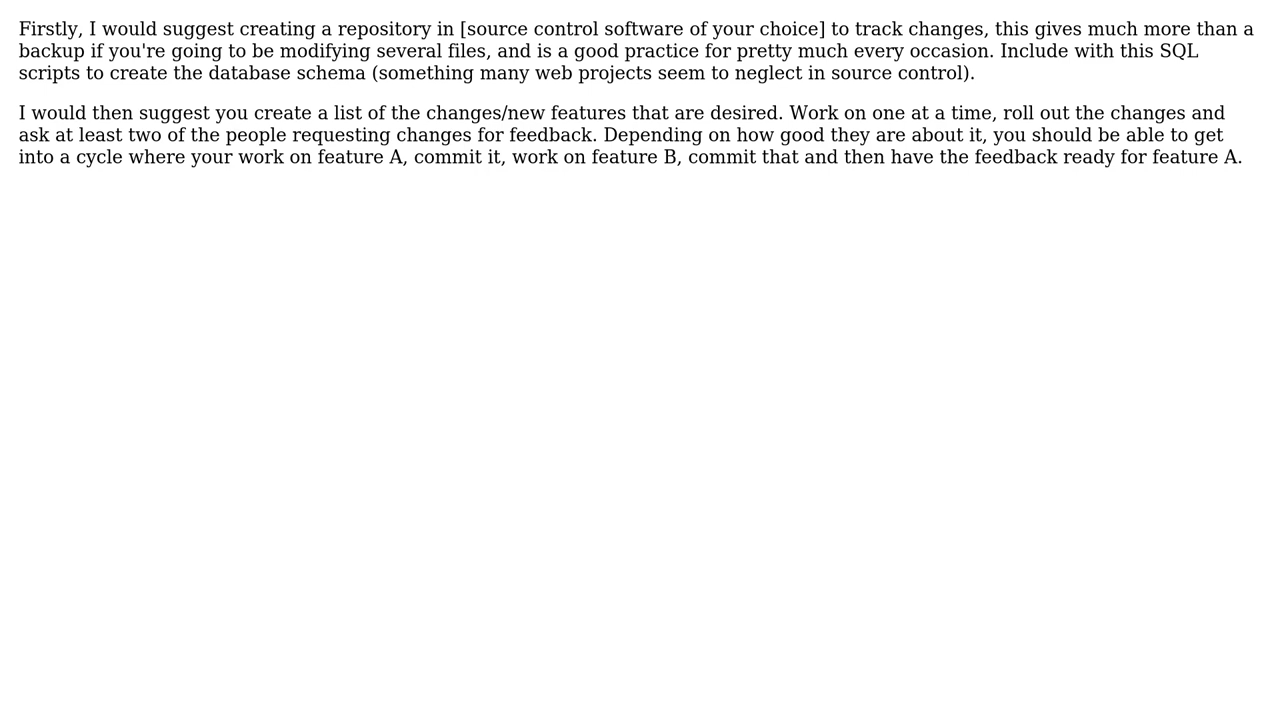 Firstly, I would suggest creating a repository in [source control software of your choice] to track changes, this gives much more than a
backup if you're going to be modifying several files, and is a good practice for pretty much every occasion. Include with this SQL
scripts to create the database schema (something many web projects seem to neglect in source control).
I would then suggest you create a list of the changes/new features that are desired. Work on one at a time, roll out the changes and
ask at least two of the people requesting changes for feedback. Depending on how good they are about it, you should be able to get
into a cycle where your work on feature A, commit it, work on feature B, commit that and then have the feedback ready for feature A.